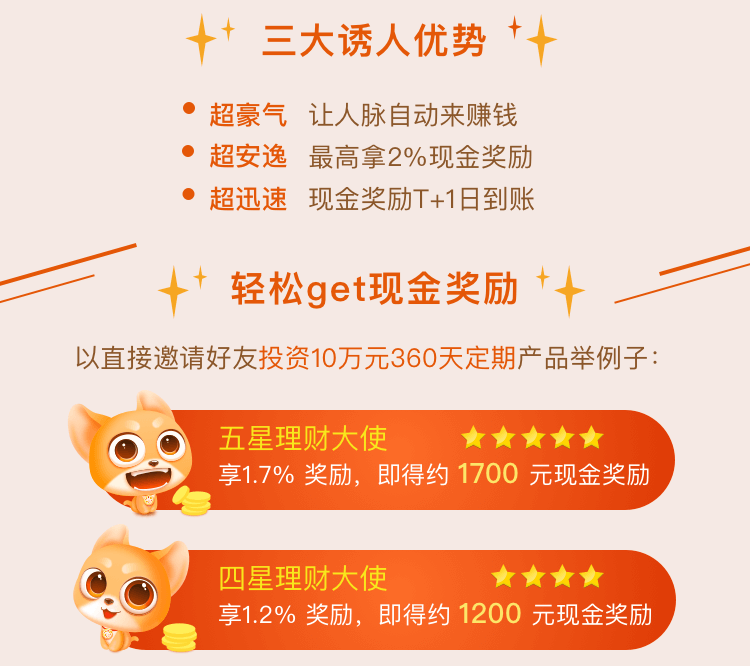 三大诱人优势
超豪气 让人脉自动来赚钱
超安逸 最高拿2%现金奖励
超迅速 现金奖励T+1日到账
轻松get现金奖励
以直接邀请好友投资10万元360天定期产品举例子：
五星理财大使
享1.7% 奖励，即得约 1700 元现金奖励
四星理财大使
享1.2% 奖励，即得约 1200 元现金奖励